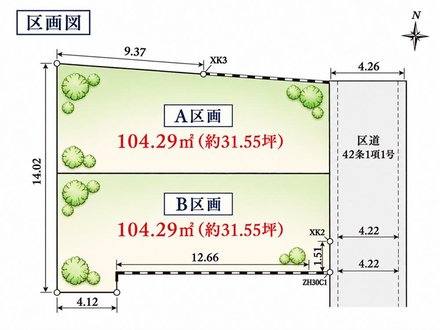 区画図
N
9.37
XK3
4.26
A区画
104.29㎡(約31.55坪)
区道
42条1項1号
14.02
B区画
104.29㎡(約31.55坪)
XK2
4.22
12.66
1.51
4.22
ZH30C1
4.12